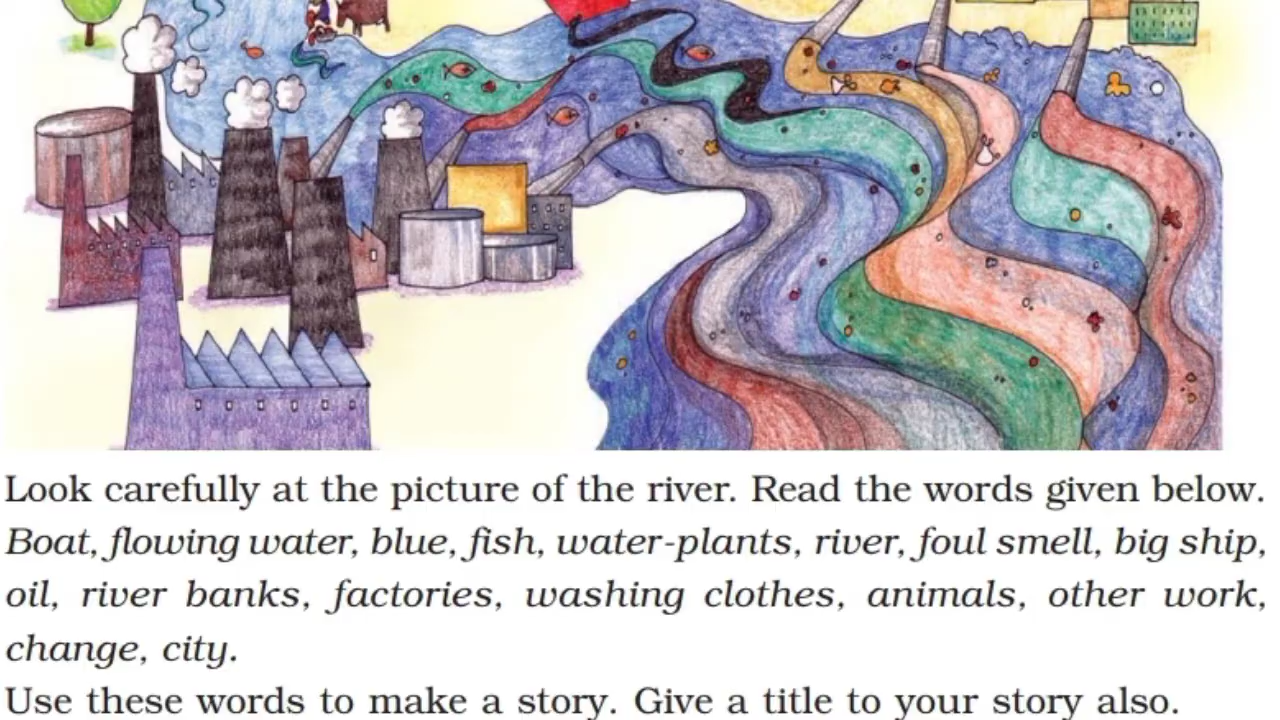 Look carefully at the picture of the river. Read the words given below.
Boat, flowing water, blue, fish, water-plants, river, foul smell, big ship,
oil, river banks, factories, washing clothes, animals, other work,
change, city.
Use these words to make a story. Give a title to your story also.